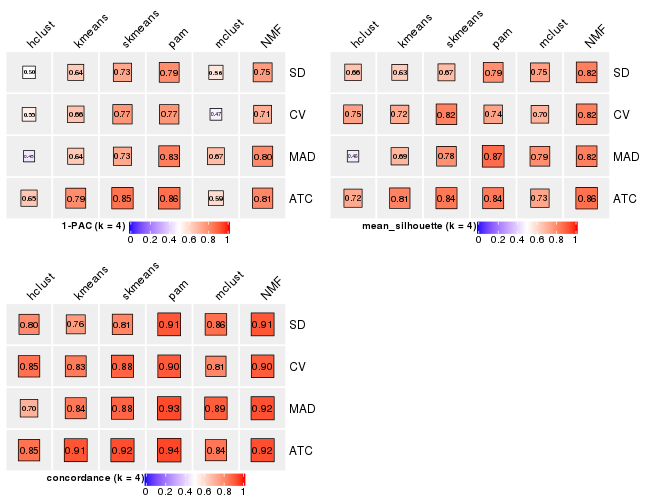 hclust kmeans skmeans pam mclust NMF
0.50 0.64 0.73 0.79 0.56 0.75 SD
0.55 0.66 0.77 0.77 0.47 0.71 CV
0.64 0.73 0.83 0.67 0.80 MAD
0.65 0.79 0.85 0.86 0.59 0.81 ATC
1-PAC (k = 4)
0 0.2 0.4 0.6 0.8 1
hclust kmeans skmeans pam mclust NMF
0.66 0.63 0.67 0.79 0.75 0.82 SD
0.75 0.72 0.82 0.74 0.70 0.82 CV
0.69 0.78 0.87 0.79 0.82 MAD
0.72 0.81 0.84 0.84 0.73 0.86 ATC
mean_silhouette (k = 4)
0 0.2 0.4 0.6 0.8 1
hclust kmeans skmeans pam mclust NMF
0.80 0.76 0.81 0.91 0.86 0.91 SD
0.85 0.83 0.88 0.90 0.81 0.90 CV
0.70 0.84 0.88 0.93 0.89 0.92 MAD
0.85 0.91 0.92 0.94 0.84 0.92 ATC
concordance (k = 4)
0 0.2 0.4 0.6 0.8 1